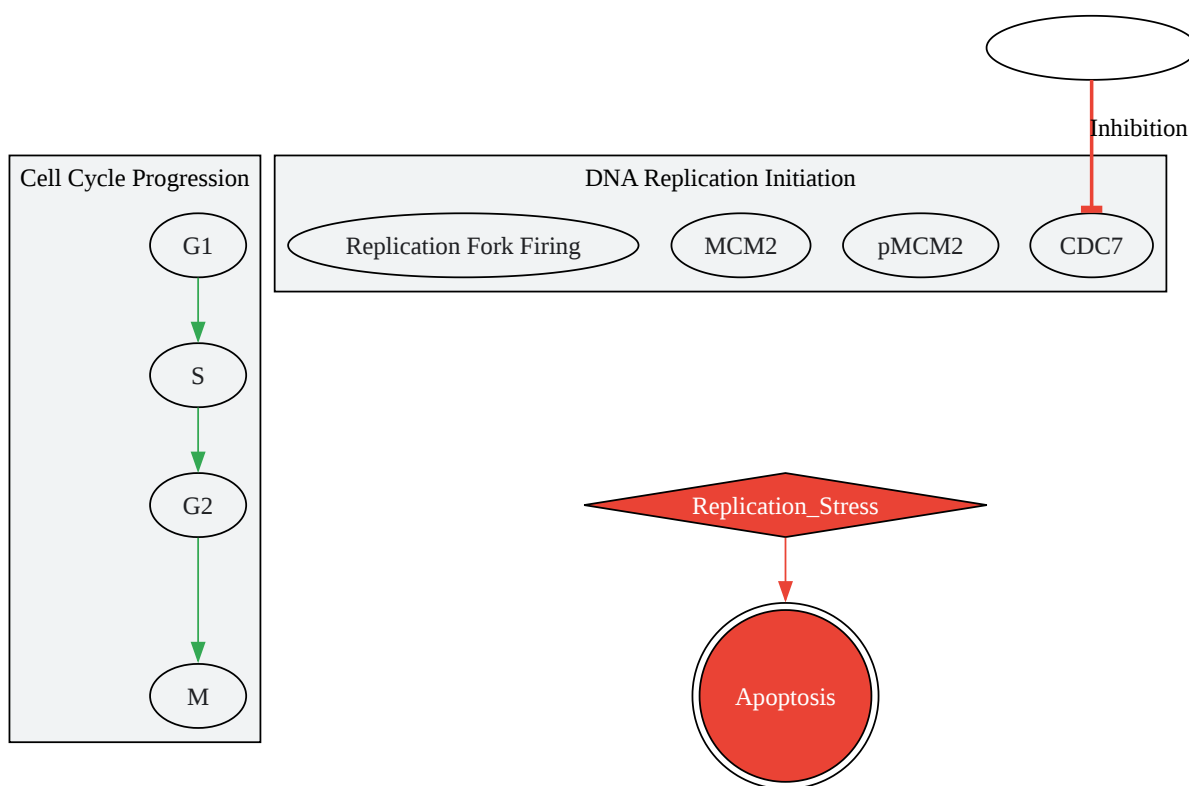 Inhibition
Cell Cycle Progression
DNA Replication Initiation
G1
Replication Fork Firing
MCM2
pMCM2
CDC7
S
G2
Replication_Stress
M
Apoptosis